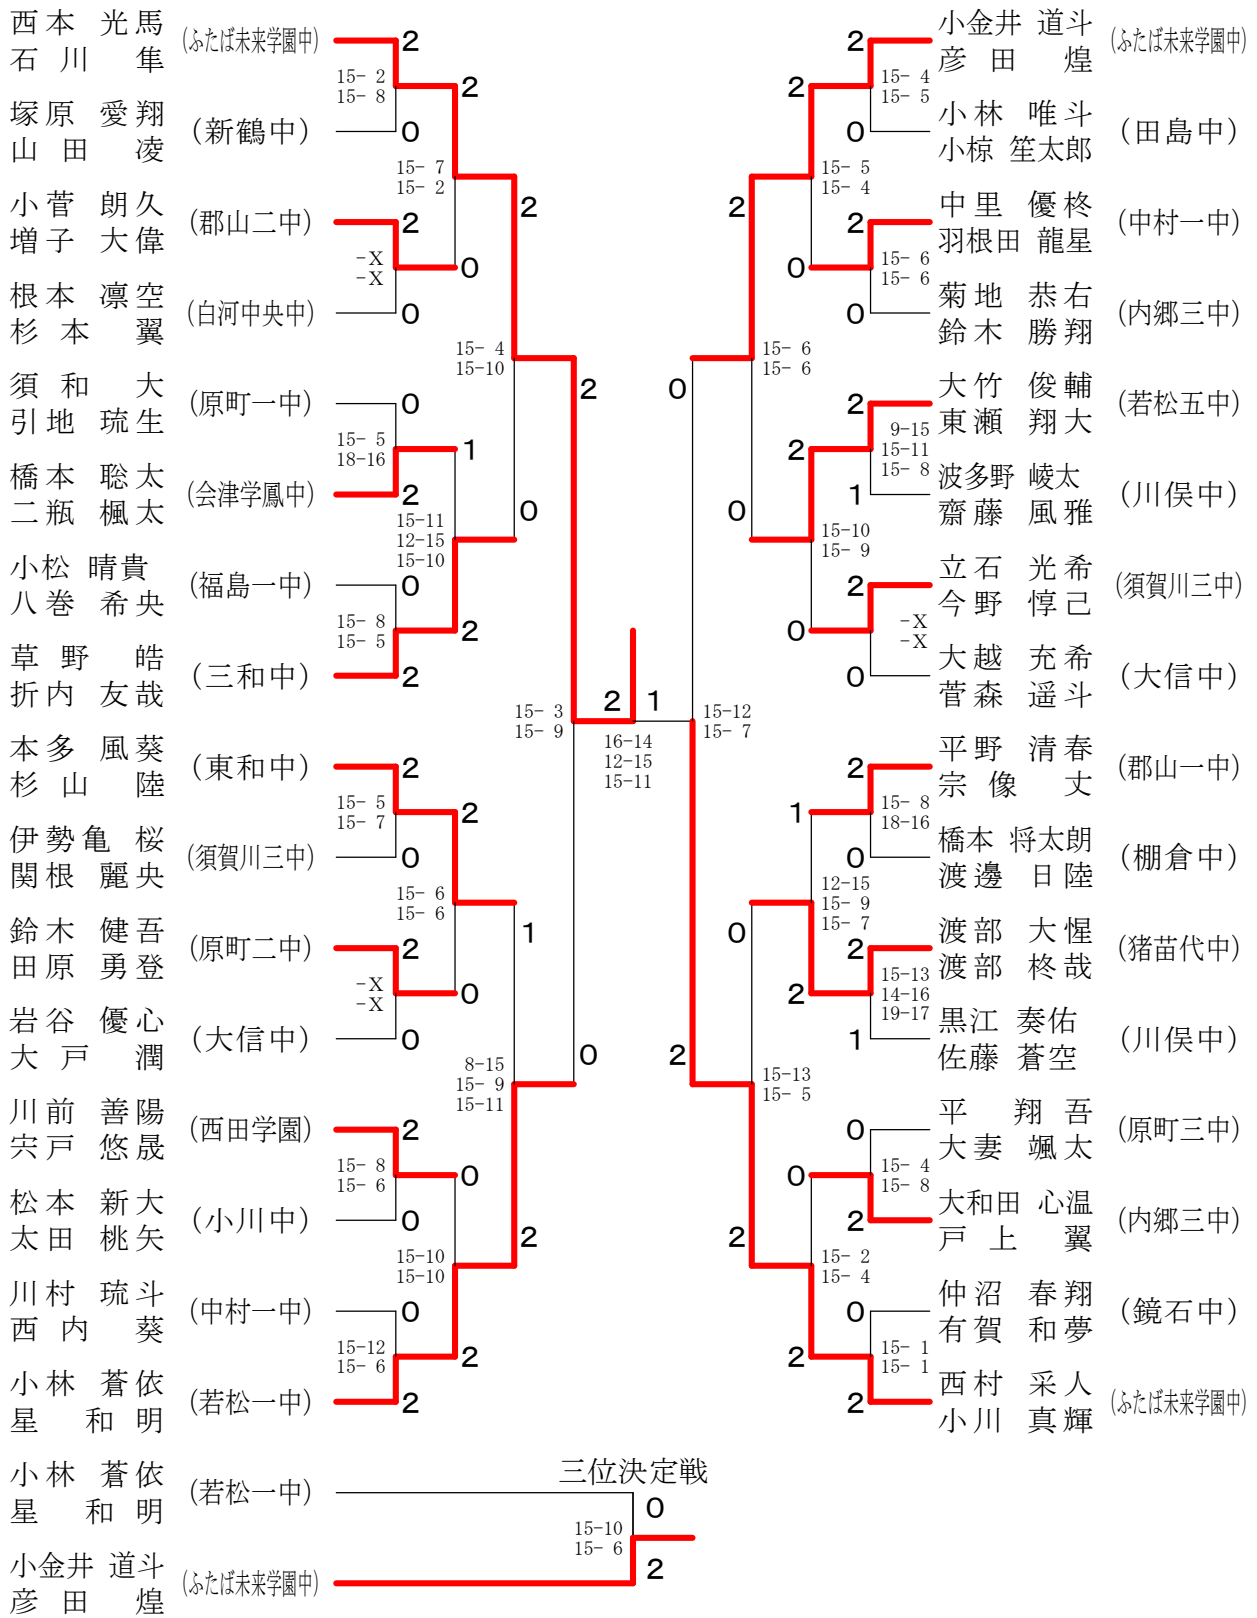 西本 光馬
石川 隼
(ふたば未来学園中)
2
15- 2
15- 8
2
塚原 愛翔
山田 凌
(新鶴中)
0
15- 7
15- 2
2
小菅 朗久
増子 大偉
(郡山二中)
2
-X
-X
0
根本 凛空
杉本 翼
(白河中央中)
0
15- 4
15-10
2
須和 大
引地 琉生
(原町一中)
0
15- 5
18-16
1
橋本 聡太
二瓶 楓太
(会津学鳳中)
2
15-11
12-15
15-10
0
小松 晴貴
八巻 希央
(福島一中)
0
15- 8
15- 5
2
草野 皓
折内 友哉
(三和中)
2
15- 3
15- 9
2
1
16-14
12-15
15-11
本多 風葵
杉山 陸
(東和中)
2
15- 5
15- 7
2
伊勢亀 桜
関根 麗央
(須賀川三中)
0
15- 6
15- 6
1
鈴木 健吾
田原 勇登
(原町二中)
2
-X
-X
0
岩谷 優心
大戸 潤
(大信中)
0
8-15
15- 9
15-11
0
川前 善陽
宍戸 悠晟
(西田学園)
2
15- 8
15- 6
0
松本 新大
太田 桃矢
(小川中)
0
15-10
15-10
2
川村 琉斗
西内 葵
(中村一中)
0
15-12
15- 6
2
小林 蒼依
星 和明
(若松一中)
2
小金井 道斗
彦田 煌
(ふたば未来学園中)
2
15- 4
15- 5
2
小林 唯斗
小椋 笙太郎
(田島中)
0
15- 5
15- 4
2
中里 優柊
羽根田 龍星
(中村一中)
2
15- 6
15- 6
0
菊地 恭右
鈴木 勝翔
(内郷三中)
0
15- 6
15- 6
0
大竹 俊輔
東瀬 翔大
(若松五中)
2
9-15
15-11
15- 8
2
波多野 崚太
齋藤 風雅
(川俣中)
1
15-10
15- 9
0
立石 光希
今野 惇己
(須賀川三中)
2
-X
-X
0
大越 充希
菅森 遥斗
(大信中)
0
15-12
15- 7
平野 清春
宗像 丈
(郡山一中)
2
15- 8
18-16
1
橋本 将太朗
渡邊 日陸
(棚倉中)
0
12-15
15- 9
15- 7
0
渡部 大惺
渡部 柊哉
(猪苗代中)
2
15-13
14-16
19-17
2
黒江 奏佑
佐藤 蒼空
(川俣中)
1
15-13
15- 5
2
平 翔吾
大妻 颯太
(原町三中)
0
15- 4
15- 8
0
大和田 心温
戸上 翼
(内郷三中)
2
15- 2
15- 4
2
仲沼 春翔
有賀 和夢
(鏡石中)
0
15- 1
15- 1
2
西村 采人
小川 真輝
(ふたば未来学園中)
2
三位決定戦
小林 蒼依
星 和明
(若松一中)
0
15-10
15- 6
小金井 道斗
彦田 煌
(ふたば未来学園中)
2